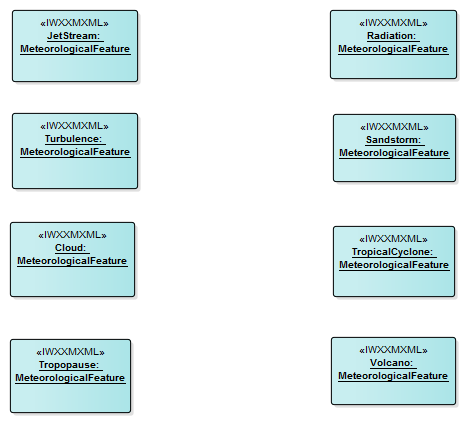 «IWXXMXML»
JetStream:
MeteorologicalFeature
«IWXXMXML»
Radiation:
MeteorologicalFeature
«IWXXMXML»
Turbulence:
MeteorologicalFeature
«IWXXMXML»
Sandstorm:
MeteorologicalFeature
«IWXXMXML»
Cloud:
MeteorologicalFeature
«IWXXMXML»
TropicalCyclone:
MeteorologicalFeature
«IWXXMXML»
Tropopause:
MeteorologicalFeature
«IWXXMXML»
Volcano:
MeteorologicalFeature